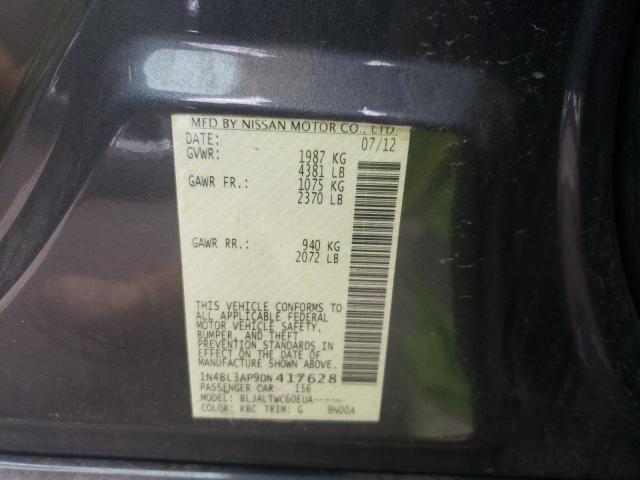 MFD BY NISSAN MOTOR CO., LTD.
DATE: 07/12
GVWR: 1987 KG
4381 LB
GAWR FR.: 1075 KG
2370 LB
GAWR RR.: 940 KG
2072 LB
THIS VEHICLE CONFORMS TO
ALL APPLICABLE FEDERAL
MOTOR VEHICLE SAFETY,
BUMPER, AND THEFT
PREVENTION STANDARDS IN
EFFECT ON THE DATE OF
MANUFACTURE SHOWN ABOVE.
1N4BL3AP9DN417628
PASSENGER CAR 156
MODEL: BLJALTWC60EUA-----
COLOR: KBC TRIM: G 9N00A